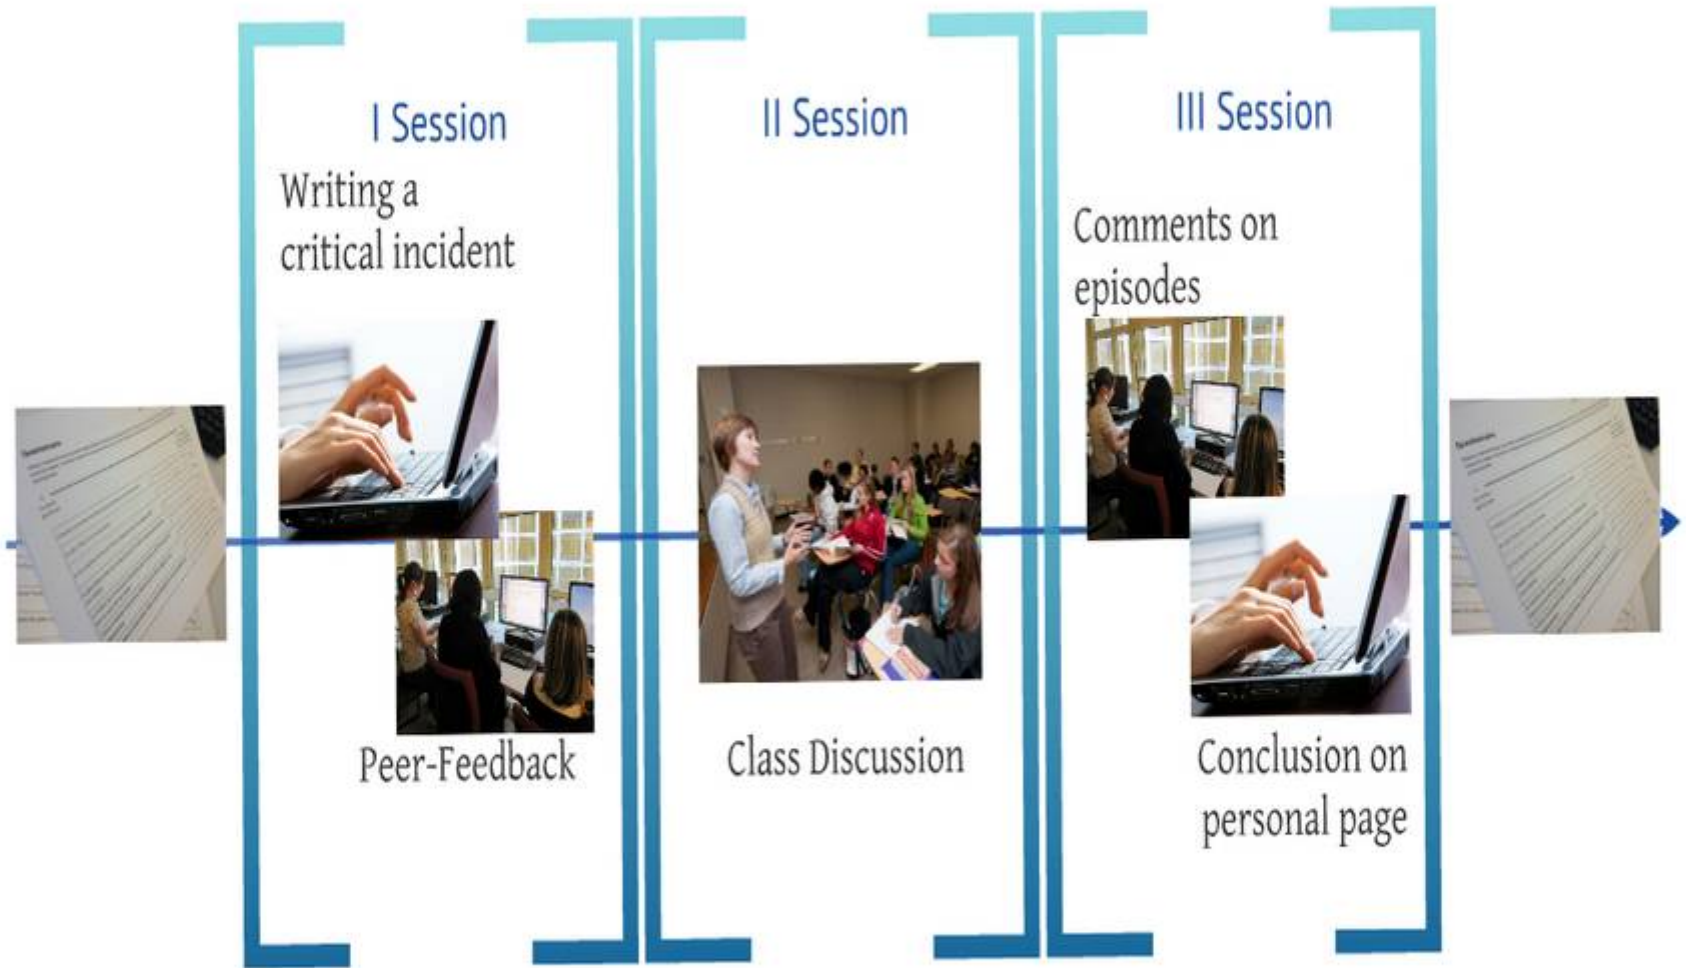 I Session
Writing a
critical incident
Peer-Feedback
II Session
Class Discussion
III Session
Comments on
episodes
Conclusion on
personal page